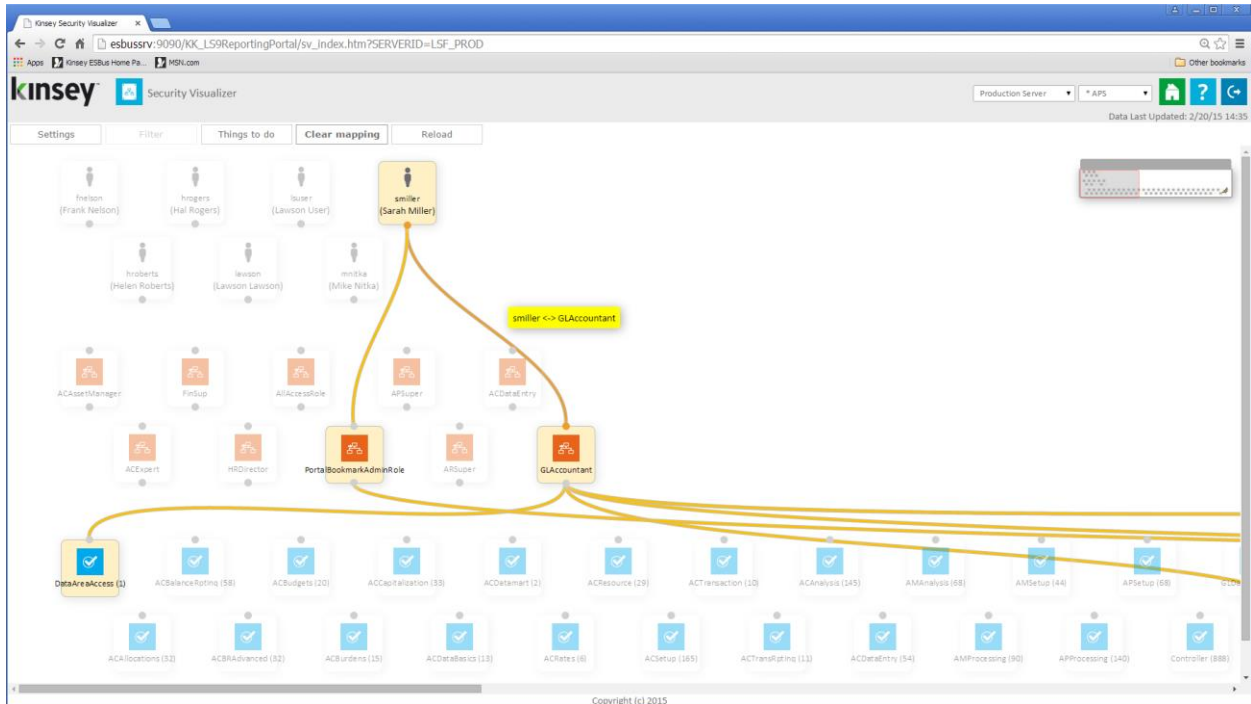 Kinsey Security Visualizer
esbussrv:9090/KK_LS9ReportingPortal/sv_index.htm?SERVERID=LSF_PROD
Apps Kinsey ESBus Home Pa... MSN.com Other bookmarks
kinsey Security Visualizer Production Server * APS ?
Data Last Updated: 2/20/15 14:35
Settings Filter Things to do Clear mapping Reload
fnelson hrogers lsuser smiller
(Frank Nelson) (Hal Rogers) (Lawson User) (Sarah Miller)
hroberts lawson mnitka
(Helen Roberts) (Lawson Lawson) (Mike Nitka)
smiller <-> GLAccountant
ACAssetManager FinSup AllAccessRole APSuper ACDataEntry
ACExpert HRDirector PortalBookmarkAdminRole ARSuper GLAccountant
DataAreaAccess (1) ACBalanceRpting (58) ACBudgets (20) ACCapitalization (33) ACDatamart (2) ACResource (29) ACTransaction (10) ACAnalysis (145) AMAnalysis (68) AMSetup (44) APSetup (68)
ACAllocations (32) ACBRAdvanced (82) ACBurdens (15) ACDataBasics (13) ACRates (6) ACSetup (165) ACTransRpting (11) ACDataEntry (54) AMProcessing (90) APProcessing (140) Controller (888)
Copyright (c) 2015